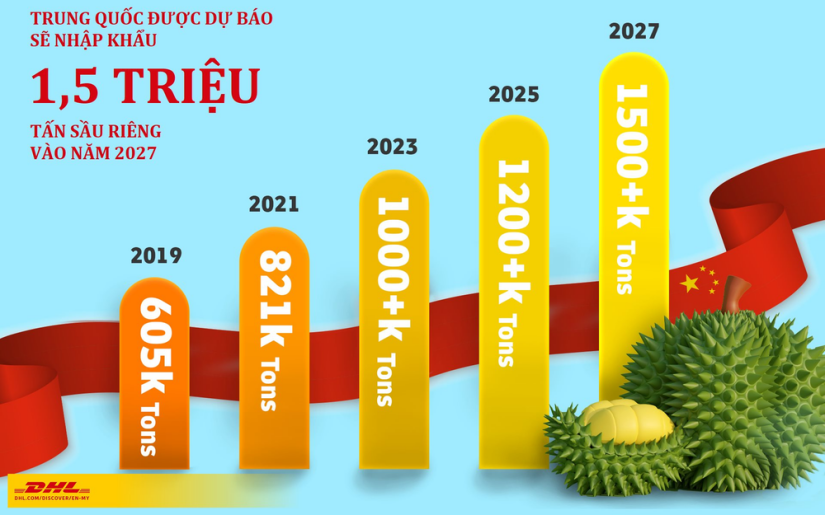 TRUNG QUỐC ĐƯỢC DỰ BÁO
SẼ NHẬP KHẨU
1,5 TRIỆU
TẤN SẦU RIÊNG
VÀO NĂM 2027
2019
605k Tons
2021
821k Tons
2023
1000+k Tons
2025
1200+k Tons
2027
1500+k Tons
DHL
DHL.COM/DISCOVER/EN-MY